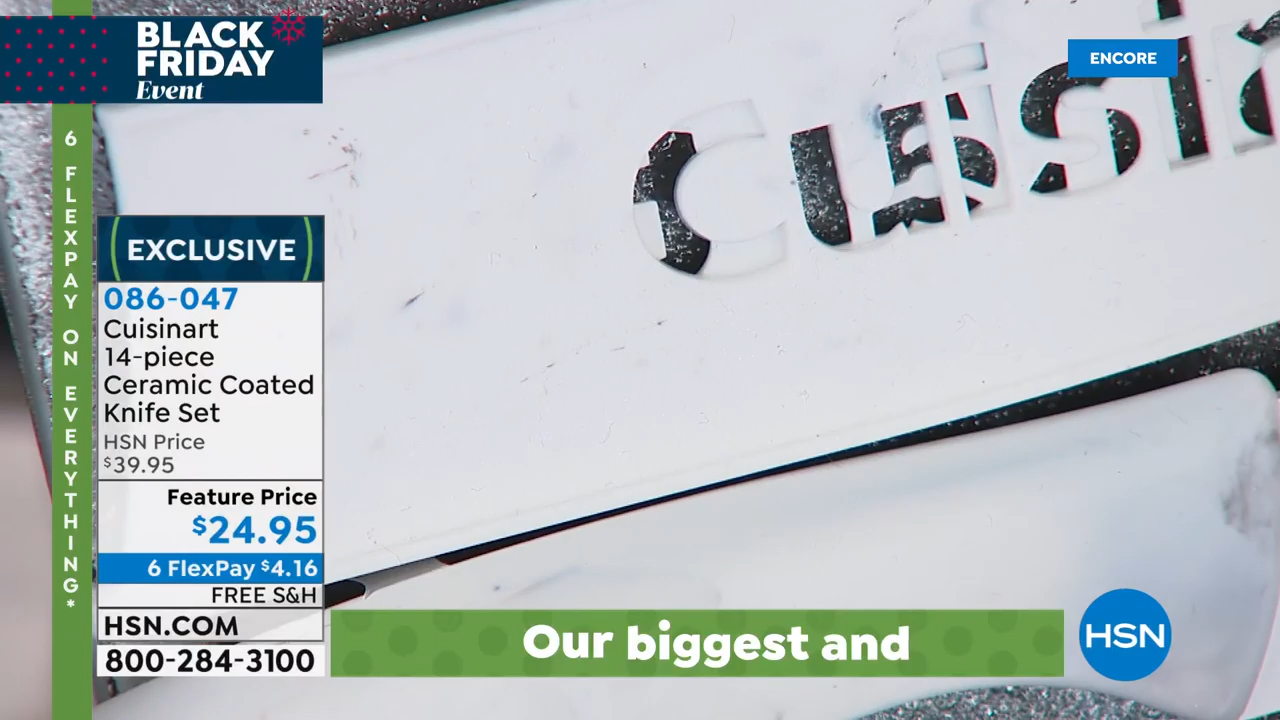 BLACK
FRIDAY
Event
ENCORE
Cuisin
6 FLEXPAY ON EVERYTHING*
EXCLUSIVE
086-047
Cuisinart
14-piece
Ceramic Coated
Knife Set
HSN Price
$39.95
Feature Price
$24.95
6 FlexPay $4.16
FREE S&H
HSN.COM
800-284-3100
Our biggest and
HSN